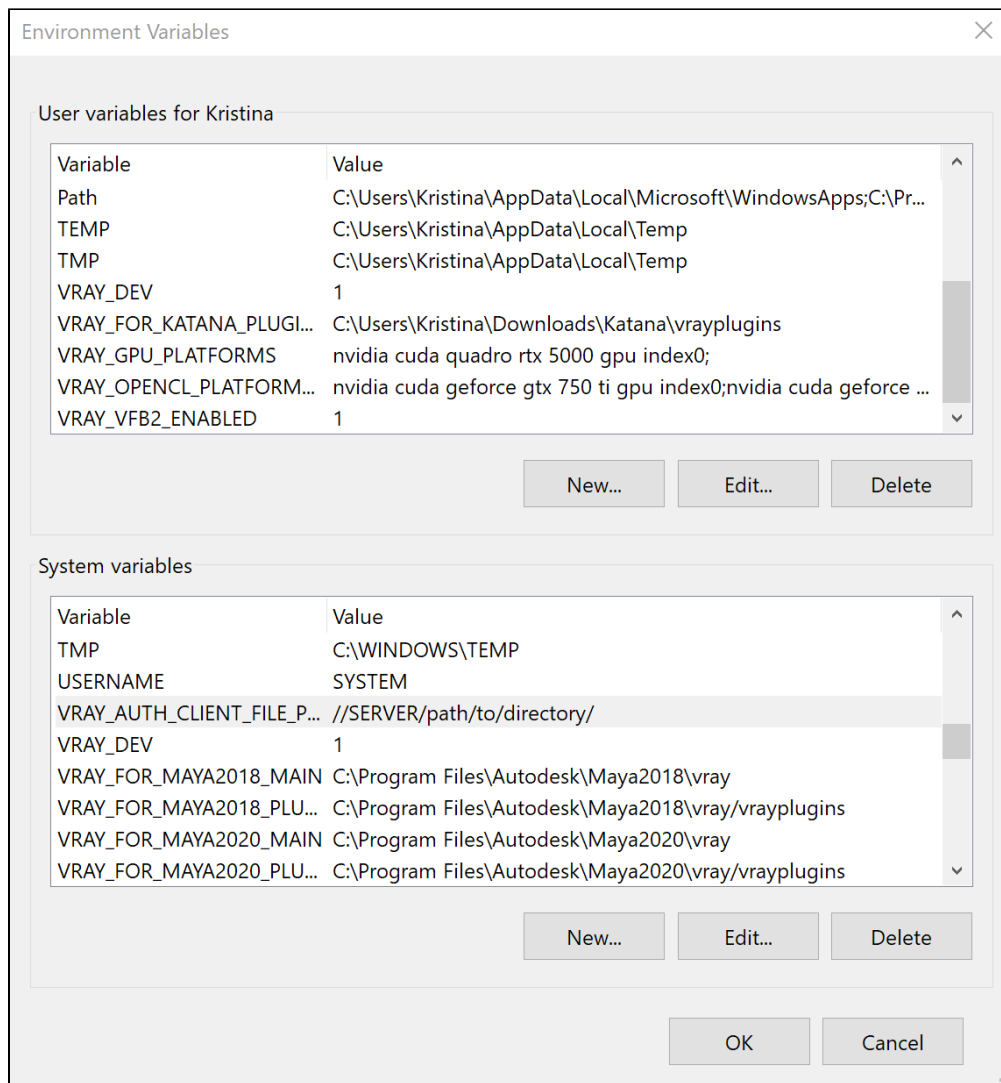 Environment Variables
User variables for Kristina
Variable Value
Path C:\Users\Kristina\AppData\Local\Microsoft\WindowsApps;C:\Pr...
TEMP C:\Users\Kristina\AppData\Local\Temp
TMP C:\Users\Kristina\AppData\Local\Temp
VRAY_DEV 1
VRAY_FOR_KATANA_PLUGI... C:\Users\Kristina\Downloads\Katana\vrayplugins
VRAY_GPU_PLATFORMS nvidia cuda quadro rtx 5000 gpu index0;
VRAY_OPENCL_PLATFORM... nvidia cuda geforce gtx 750 ti gpu index0;nvidia cuda geforce ...
VRAY_VFB2_ENABLED 1
New... Edit... Delete
System variables
Variable Value
TMP C:\WINDOWS\TEMP
USERNAME SYSTEM
VRAY_AUTH_CLIENT_FILE_P... //SERVER/path/to/directory/
VRAY_DEV 1
VRAY_FOR_MAYA2018_MAIN C:\Program Files\Autodesk\Maya2018\vray
VRAY_FOR_MAYA2018_PLU... C:\Program Files\Autodesk\Maya2018\vray/vrayplugins
VRAY_FOR_MAYA2020_MAIN C:\Program Files\Autodesk\Maya2020\vray
VRAY_FOR_MAYA2020_PLU... C:\Program Files\Autodesk\Maya2020\vray/vrayplugins
New... Edit... Delete
OK Cancel